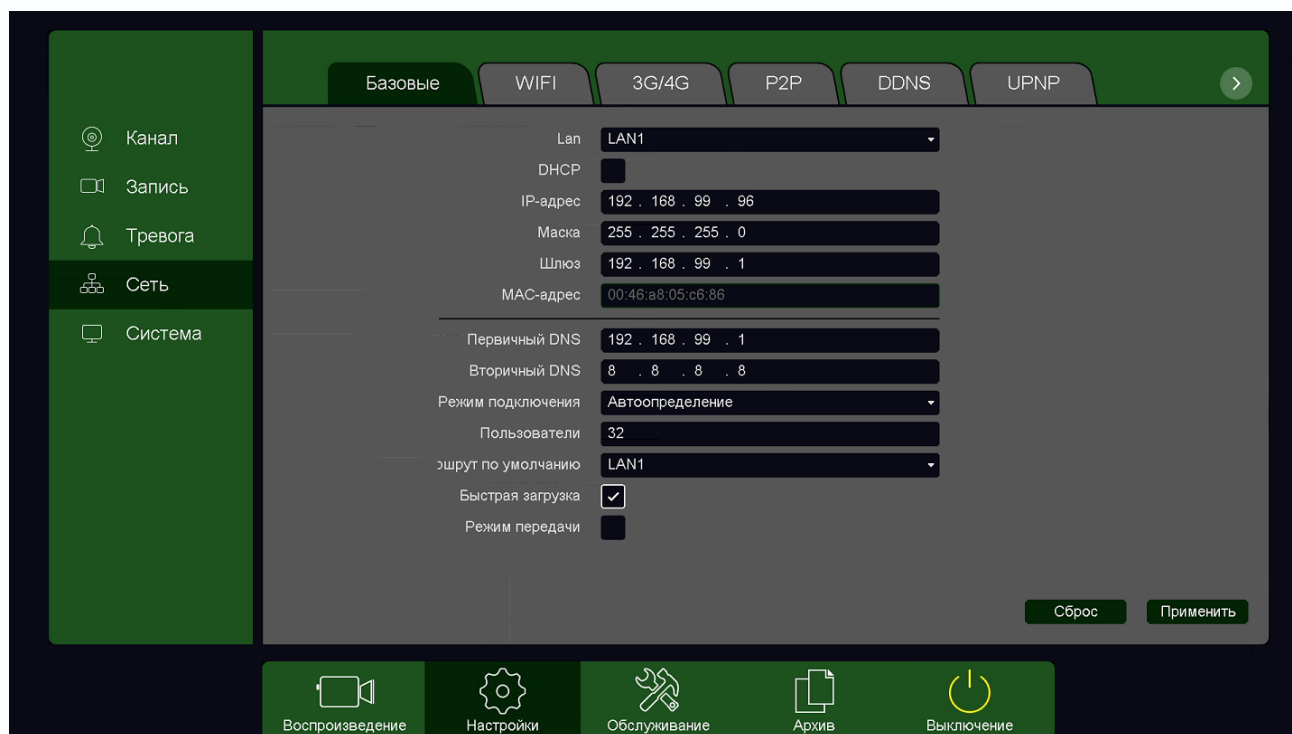 Базовые WIFI 3G/4G P2P DDNS UPNP
Канал
Запись
Тревога
Сеть
Система
Lan LAN1
DHCP
IP-адрес 192 . 168 . 99 . 96
Маска 255 . 255 . 255 . 0
Шлюз 192 . 168 . 99 . 1
MAC-адрес 00:46:a8:05:c6:86
Первичный DNS 192 . 168 . 99 . 1
Вторичный DNS 8 . 8 . 8 . 8
Режим подключения Автоопределение
Пользователи 32
ошрут по умолчанию LAN1
Быстрая загрузка
Режим передачи
Сброс Применить
Воспроизведение Настройки Обслуживание Архив Выключение